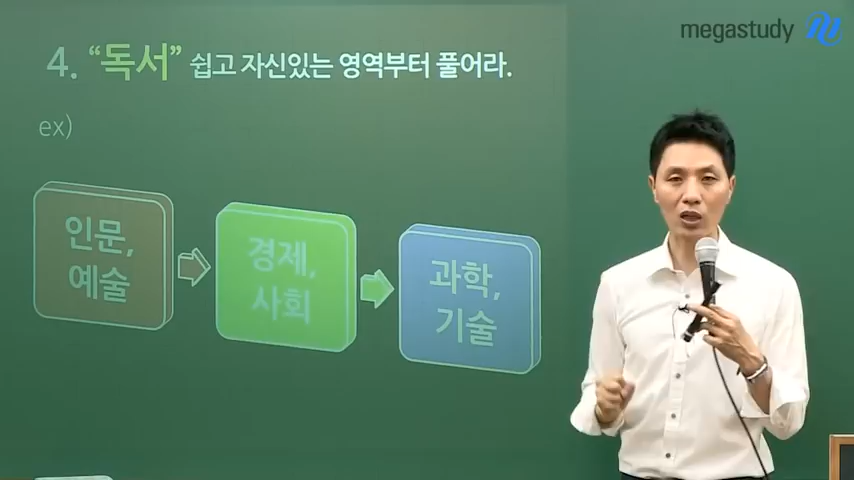 megastudy
4. “독서” 쉽고 자신있는 영역부터 풀어라.
ex)
인문,
예술
경제,
사회
과학,
기술